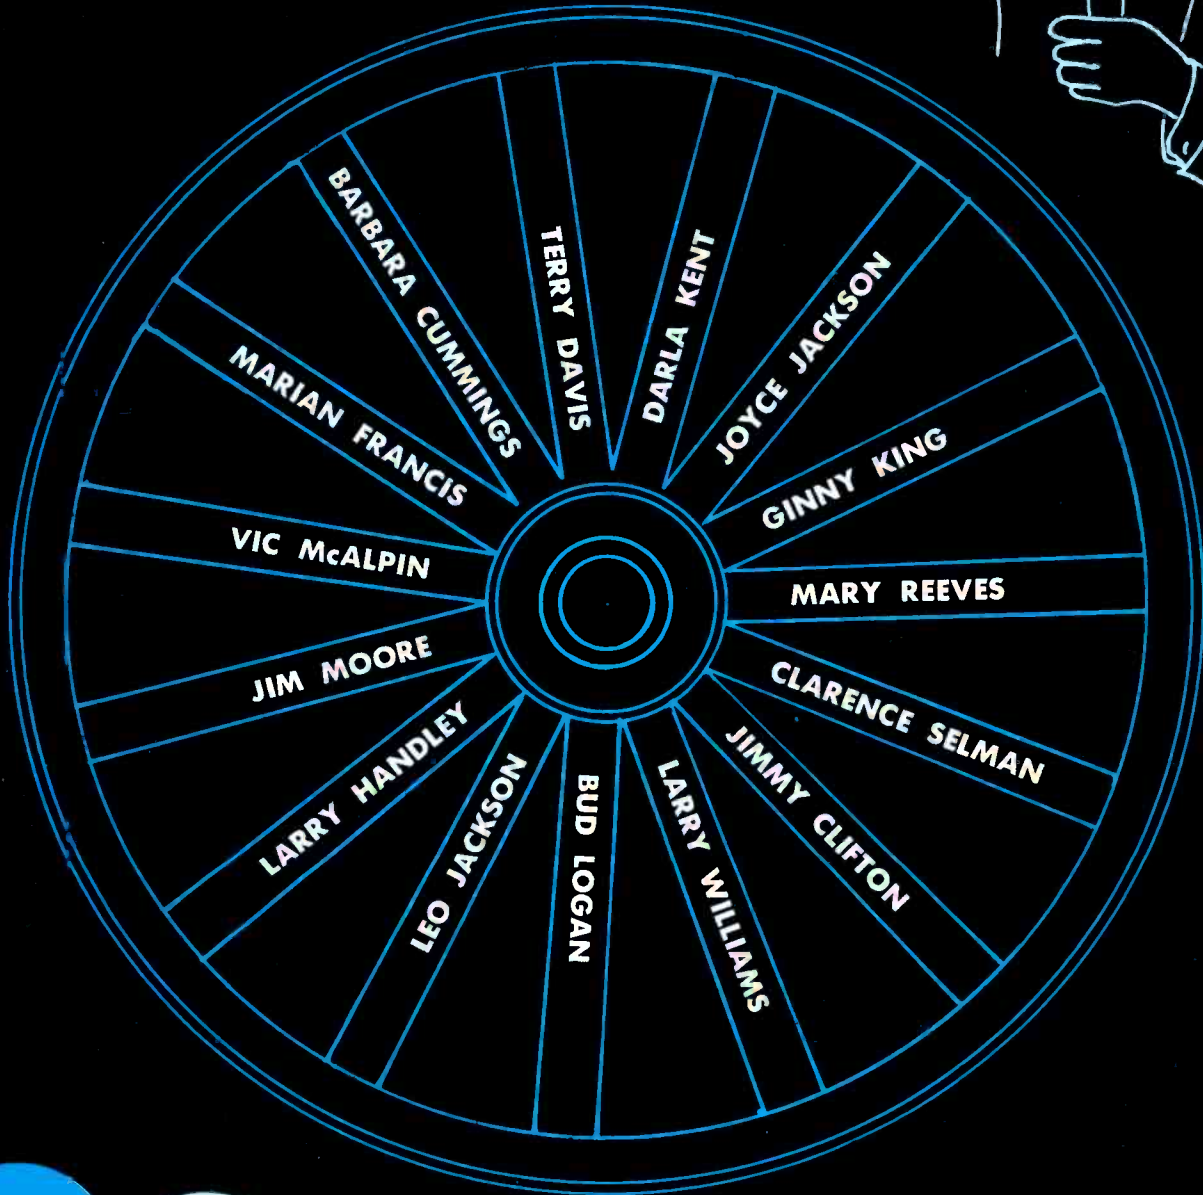 TERRY DAVIS
DARLA KENT
JOYCE JACKSON
GINNY KING
MARY REEVES
CLARENCE SELMAN
JIMMY CLIFTON
LARRY WILLIAMS
BUD LOGAN
LEO JACKSON
LARRY HANDLEY
JIM MOORE
VIC McALPIN
MARIAN FRANCIS
BARBARA CUMMINGS